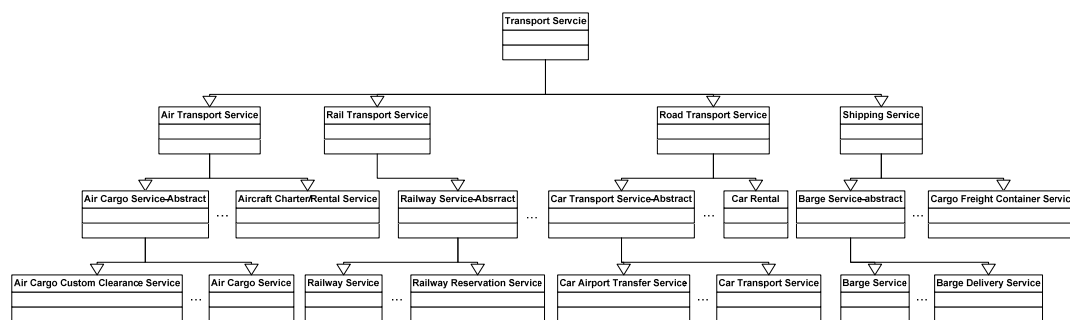 Transport Servcie
Air Transport Service
Rail Transport Service
Road Transport Service
Shipping Service
Air Cargo Service-Abstract
...
Aircraft Charter/Rental Service
Railway Service-Absrract
...
Car Transport Service-Abstract
...
Car Rental
Barge Service-abstract
...
Cargo Freight Container Servic
Air Cargo Custom Clearance Service
...
Air Cargo Service
Railway Service
...
Railway Reservation Service
Car Airport Transfer Service
...
Car Transport Service
Barge Service
...
Barge Delivery Service